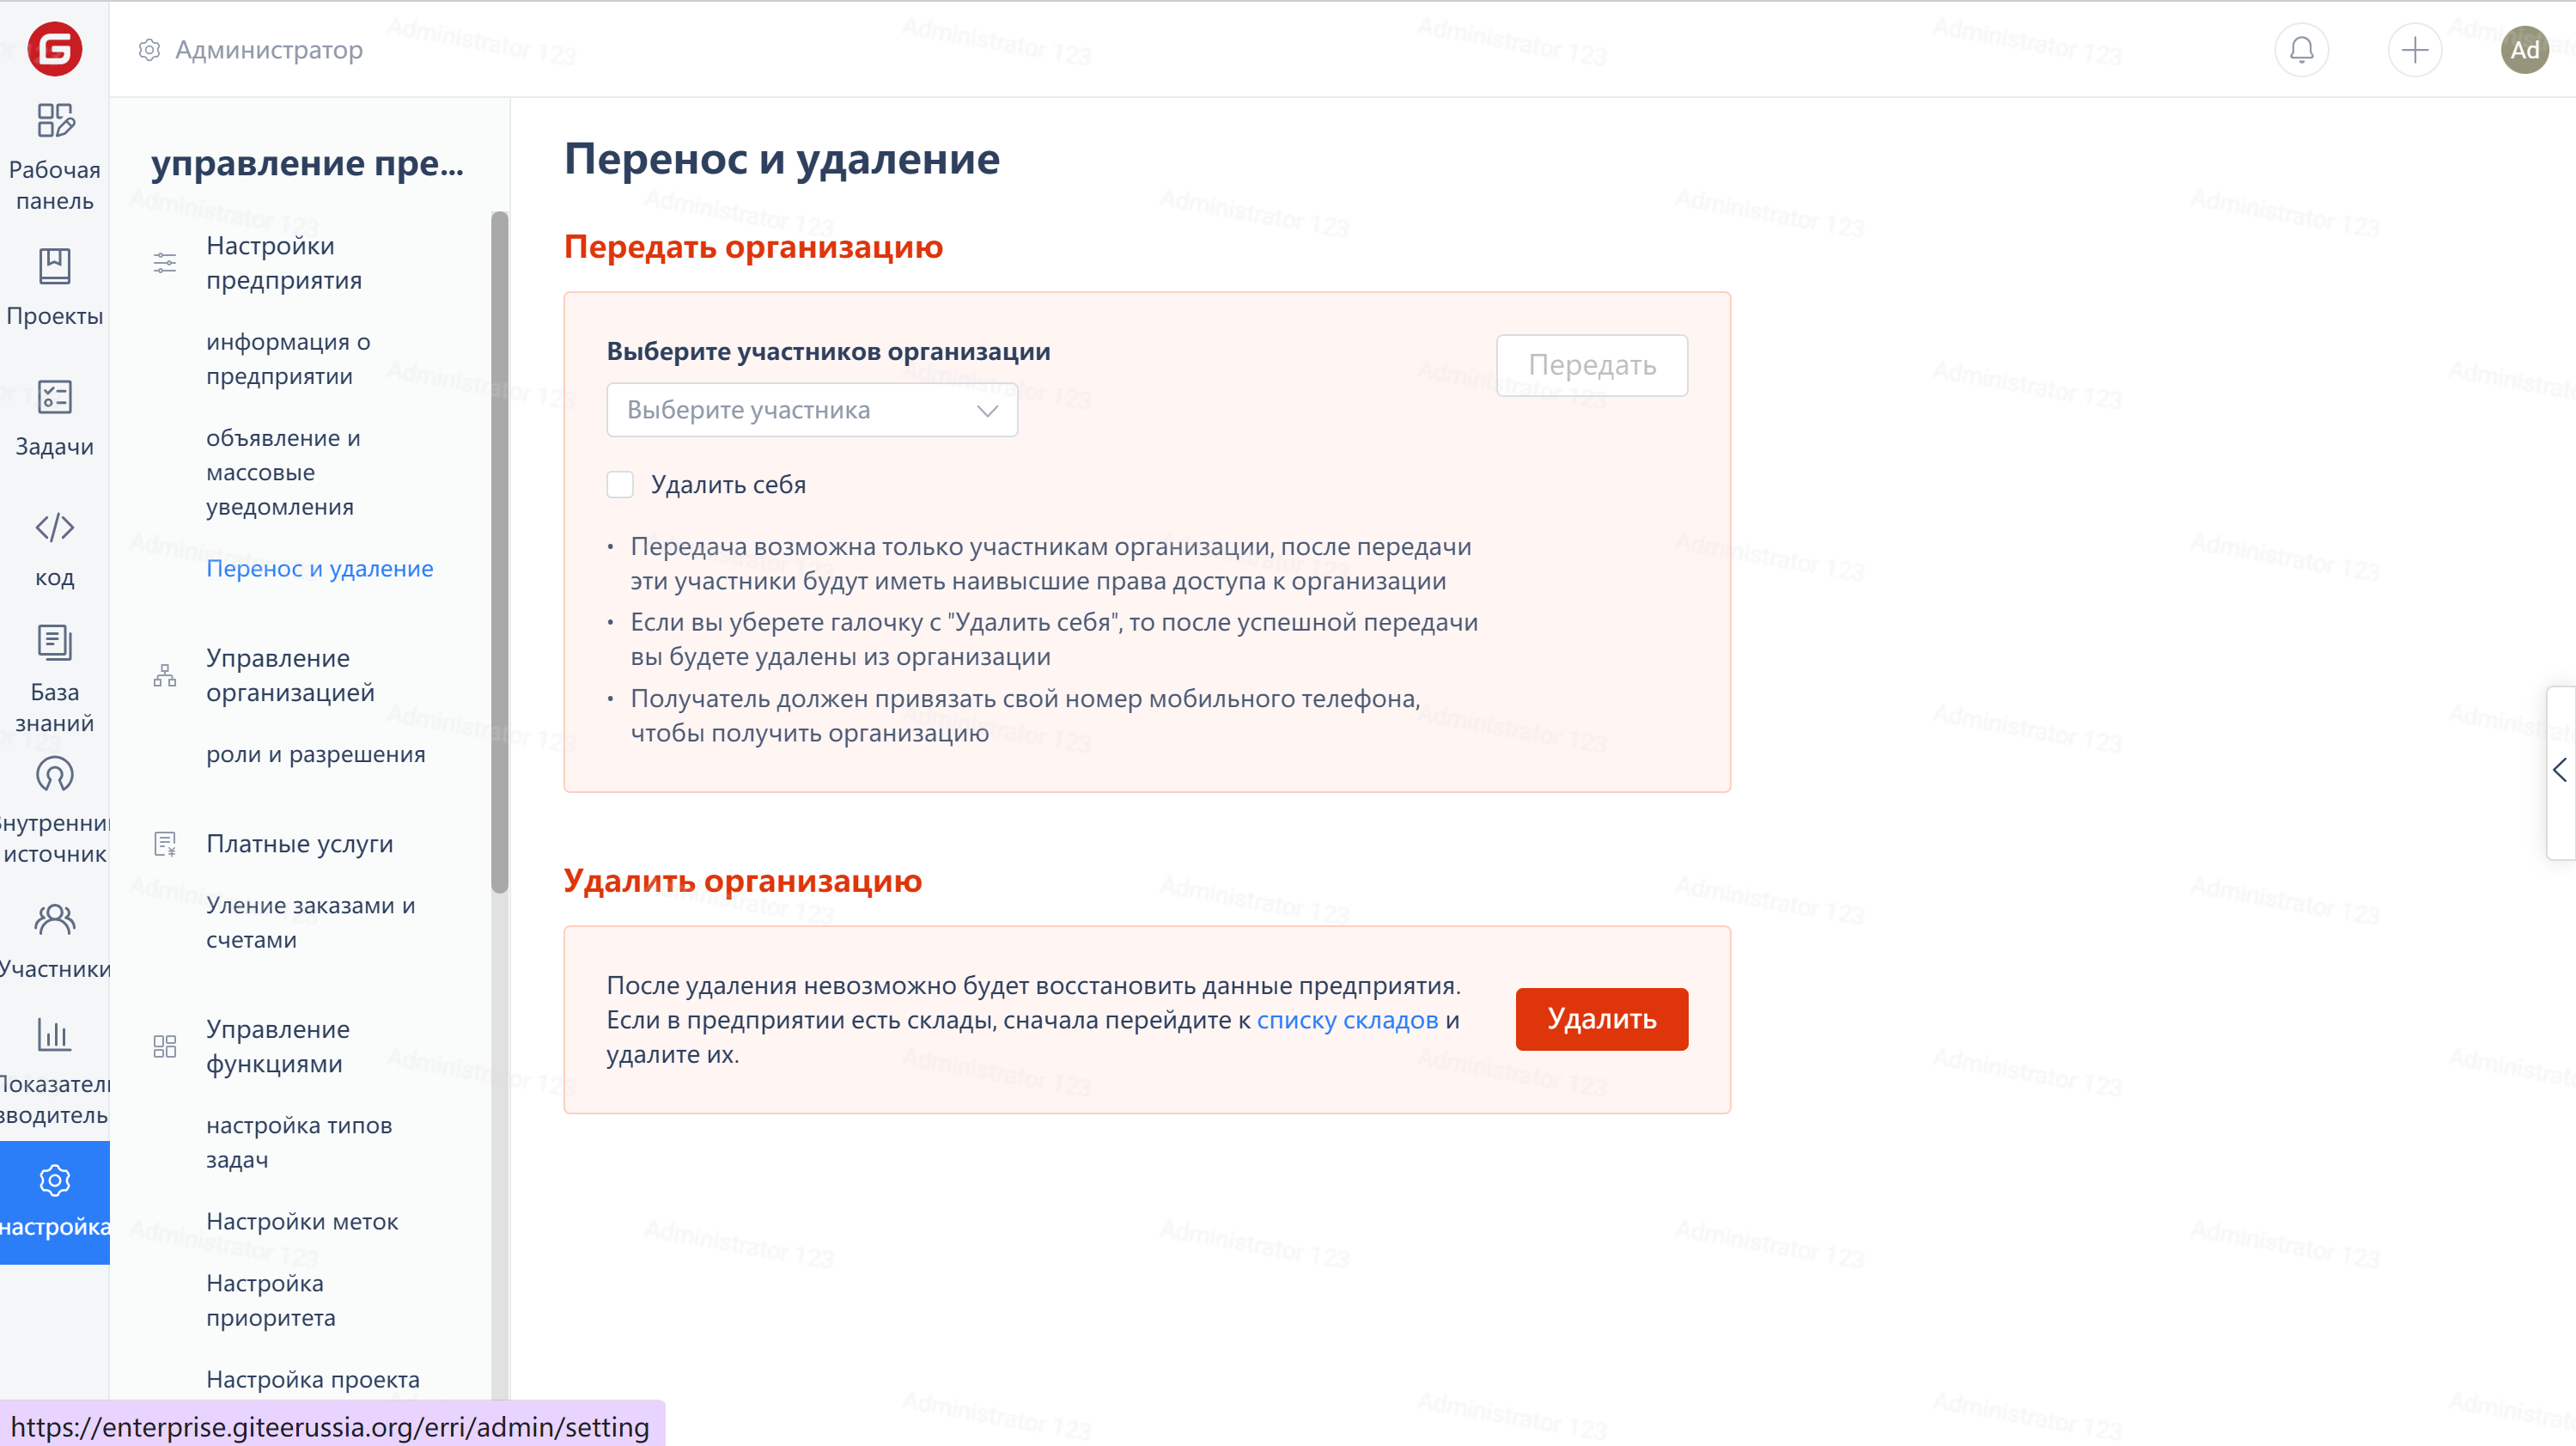 Администратор
Ad
Рабочая
панель
Проекты
Задачи
код
База
знаний
нутренни
источник
Участники
Показател
водитель
настройка
управление пре...
Настройки
предприятия
информация о
предприятии
объявление и
массовые
уведомления
Перенос и удаление
Управление
организацией
роли и разрешения
Платные услуги
Уление заказами и
счетами
Управление
функциями
настройка типов
задач
Настройки меток
Настройка
приоритета
Настройка проекта
Перенос и удаление
Передать организацию
Выберите участников организации
Передать
Выберите участника
Удалить себя
• Передача возможна только участникам организации, после передачи
эти участники будут иметь наивысшие права доступа к организации
• Если вы уберете галочку с "Удалить себя", то после успешной передачи
вы будете удалены из организации
• Получатель должен привязать свой номер мобильного телефона,
чтобы получить организацию
Удалить организацию
После удаления невозможно будет восстановить данные предприятия.
Если в предприятии есть склады, сначала перейдите к списку складов и
удалите их.
Удалить
https://enterprise.giteerussia.org/erri/admin/setting
Administrator 123